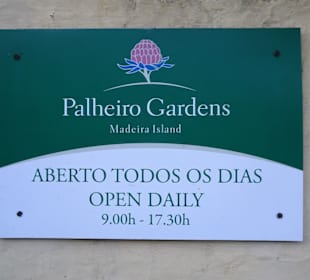 Palheiro Gardens
Madeira Island
ABERTO TODOS OS DIAS
OPEN DAILY
9.00h - 17.30h